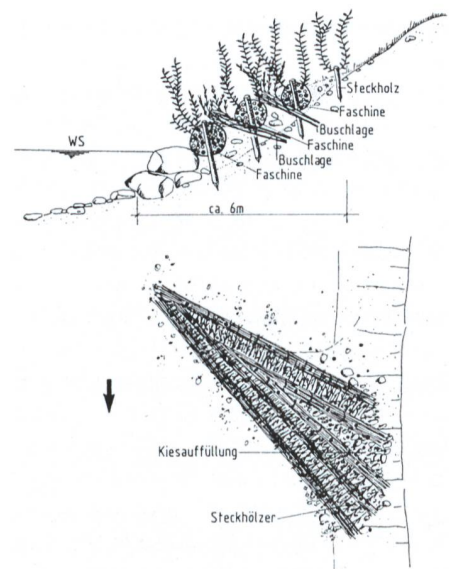 Steckholz
Faschine
Buschlage
WS
Faschine
Buschlage
Faschine
ca. 6m
Kiesauffüllung
Steckhölzer